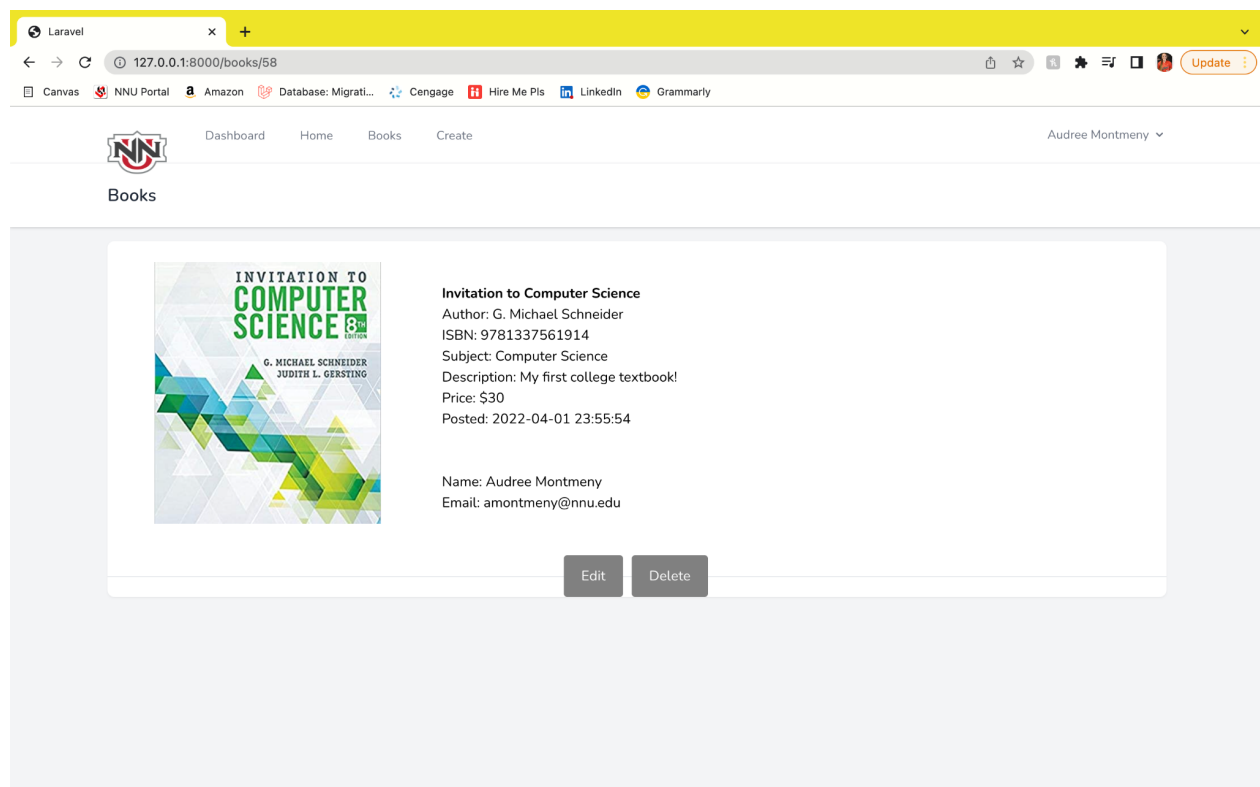 Laravel
127.0.0.1:8000/books/58
Update
Canvas NNU Portal Amazon Database: Migrati... Cengage Hire Me Pls LinkedIn Grammarly
NNU Dashboard Home Books Create Audree Montmeny
Books
INVITATION TO
COMPUTER
SCIENCE 8TH
EDITION
G. MICHAEL SCHNEIDER
JUDITH L. GERSTING
Invitation to Computer Science
Author: G. Michael Schneider
ISBN: 9781337561914
Subject: Computer Science
Description: My first college textbook!
Price: $30
Posted: 2022-04-01 23:55:54
Name: Audree Montmeny
Email: amontmeny@nnu.edu
Edit Delete